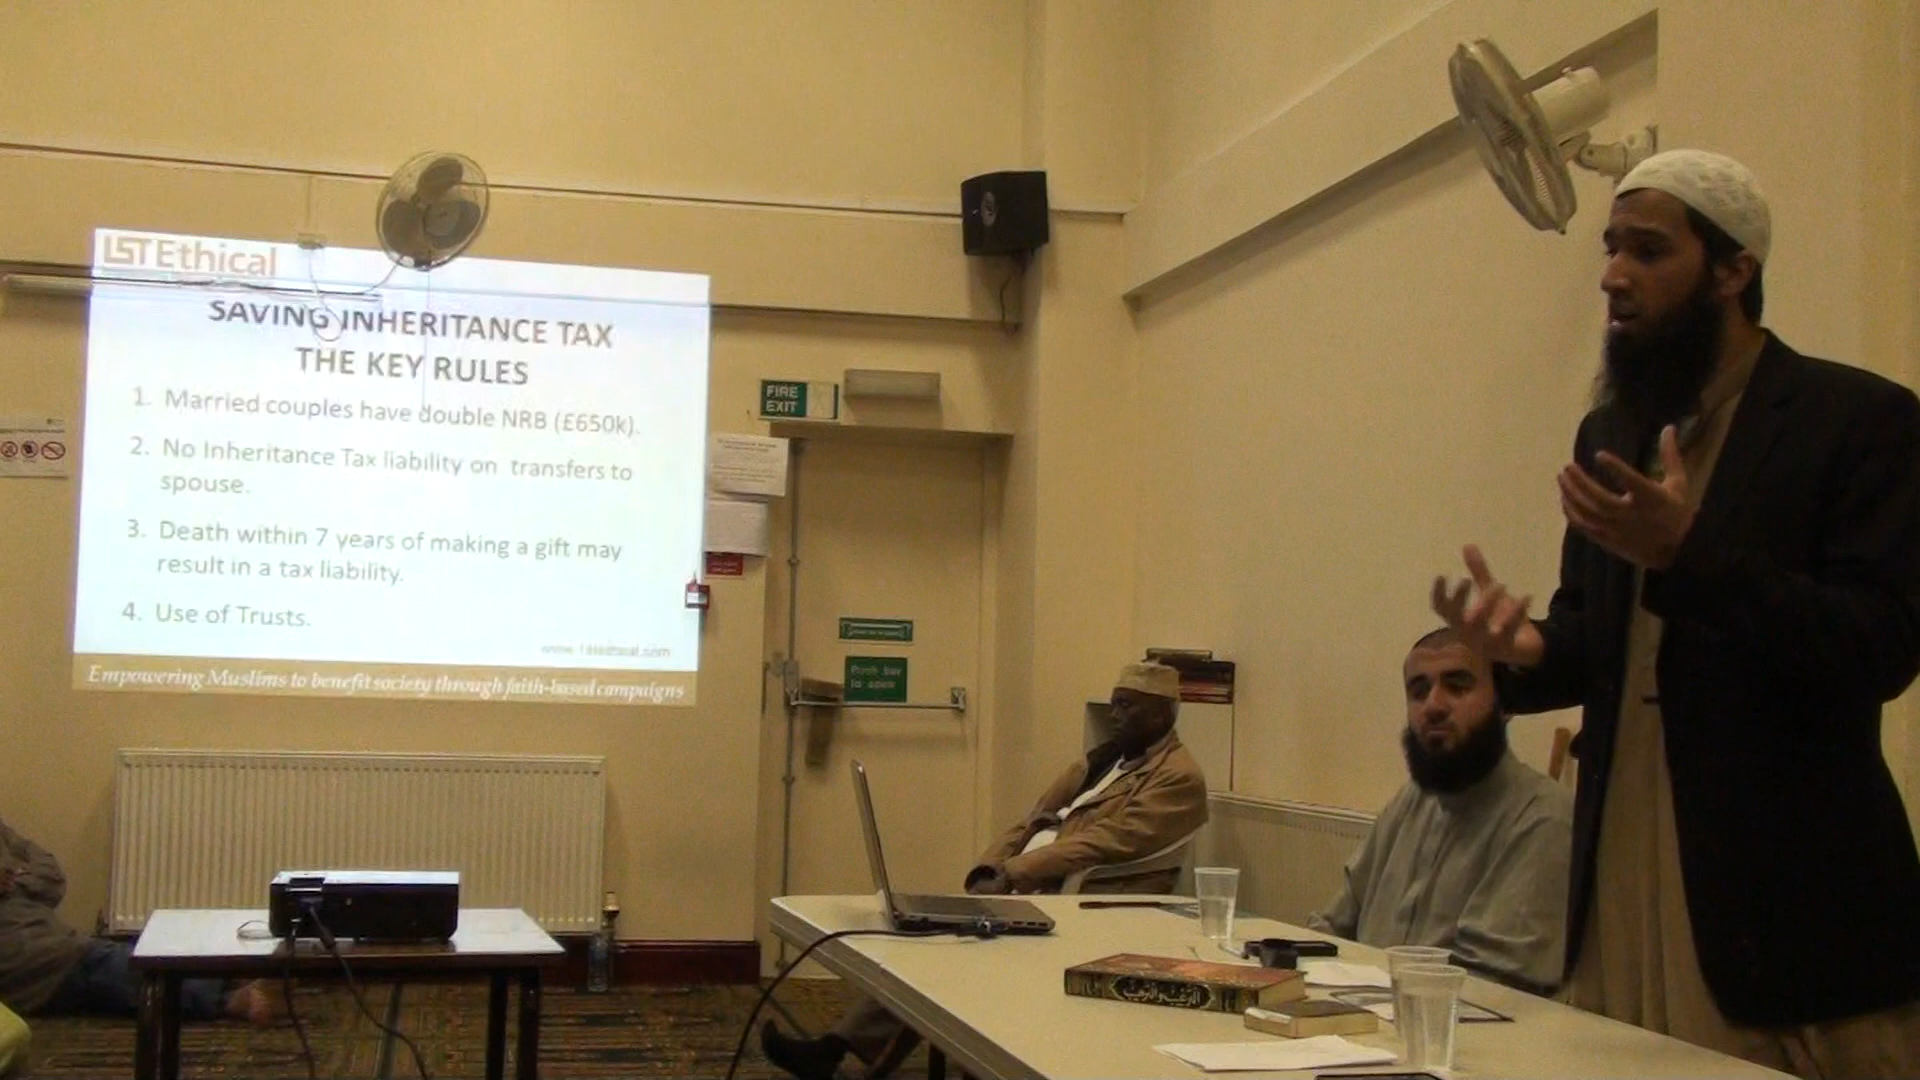 1STEthical
SAVING INHERITANCE TAX
THE KEY RULES
1. Married couples have double NRB (£650k).
2. No Inheritance Tax liability on transfers to
spouse.
3. Death within 7 years of making a gift may
result in a tax liability.
4. Use of Trusts.
www.1stethical.com
Empowering Muslims to benefit society through faith-based campaigns
FIRE
EXIT
Push bar
to open
الترغيب والترهيب